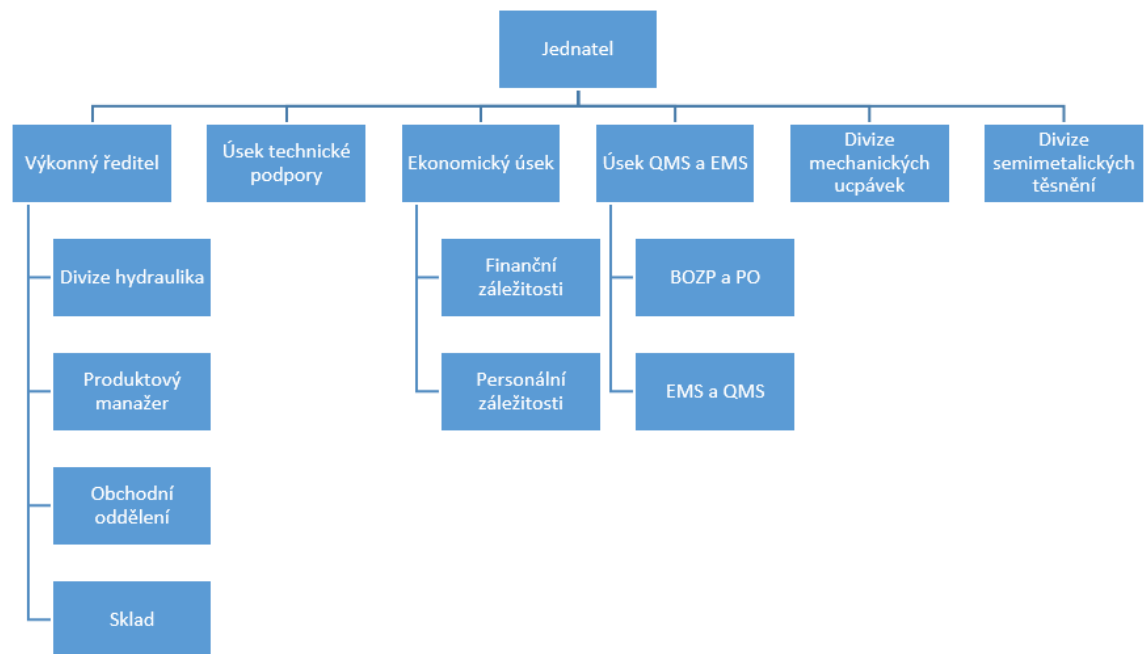 Jednatel
Výkonný ředitel
Úsek technické
podpory
Ekonomický úsek
Úsek QMS a EMS
Divize
mechanických
ucpávek
Divize
semimetalických
těsnění
Divize hydraulika
Produktový
manažer
Obchodní
oddělení
Sklad
Finanční
záležitosti
Personální
záležitosti
BOZP a PO
EMS a QMS